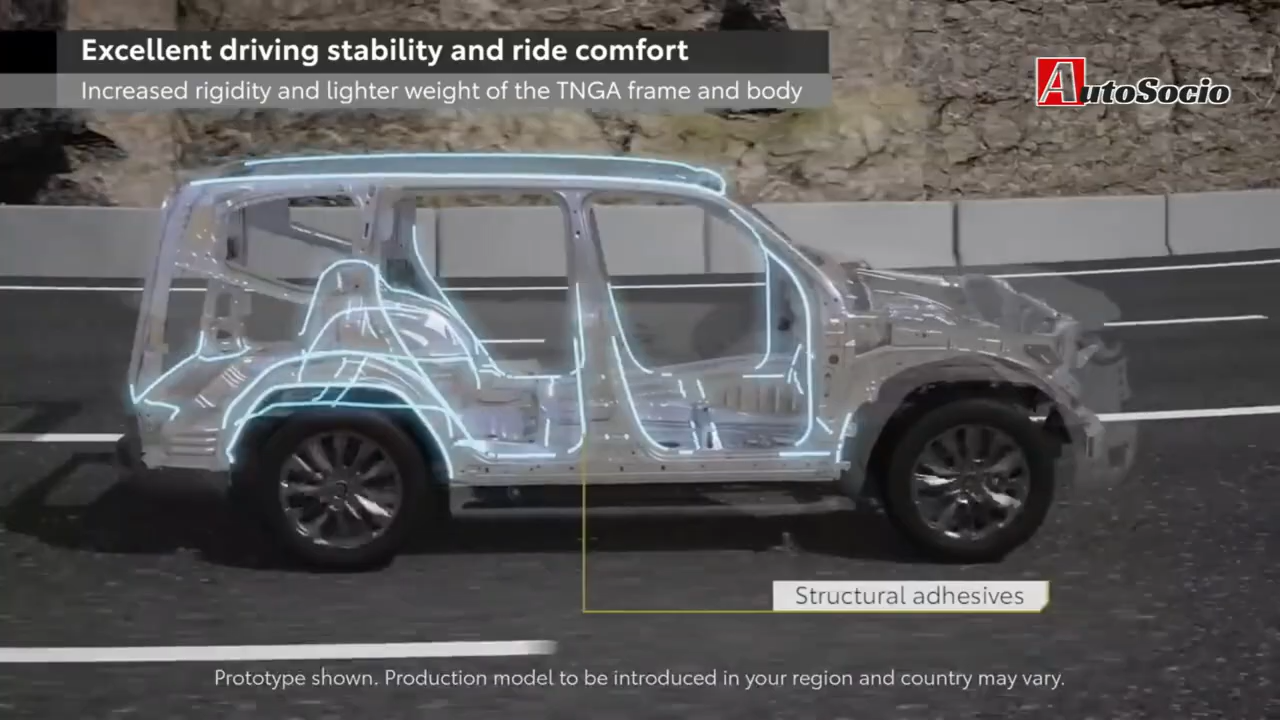 Excellent driving stability and ride comfort
Increased rigidity and lighter weight of the TNGA frame and body
AutoSocio
Structural adhesives
Prototype shown. Production model to be introduced in your region and country may vary.